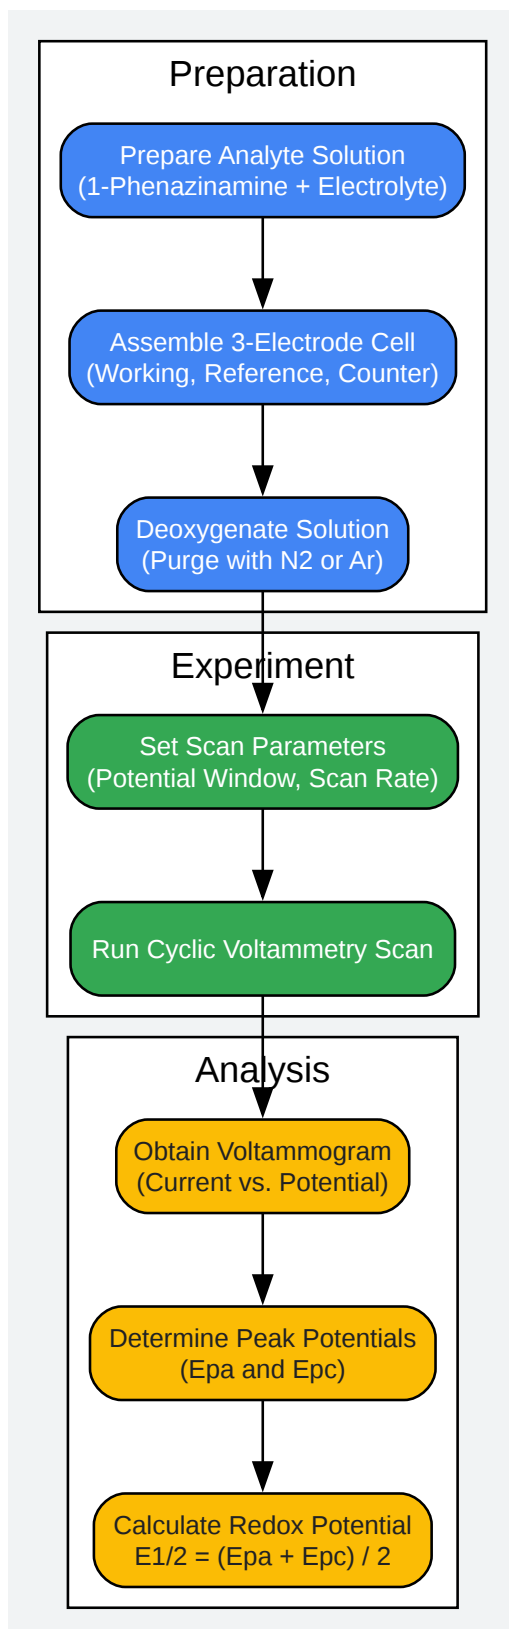 Preparation
Prepare Analyte Solution
(1-Phenazinamine + Electrolyte)
Assemble 3-Electrode Cell
(Working, Reference, Counter)
Deoxygenate Solution
(Purge with N2 or Ar)
Experiment
Set Scan Parameters
(Potential Window, Scan Rate)
Run Cyclic Voltammetry Scan
Analysis
Obtain Voltammogram
(Current vs. Potential)
Determine Peak Potentials
(Epa and Epc)
Calculate Redox Potential
E1/2 = (Epa + Epc) / 2